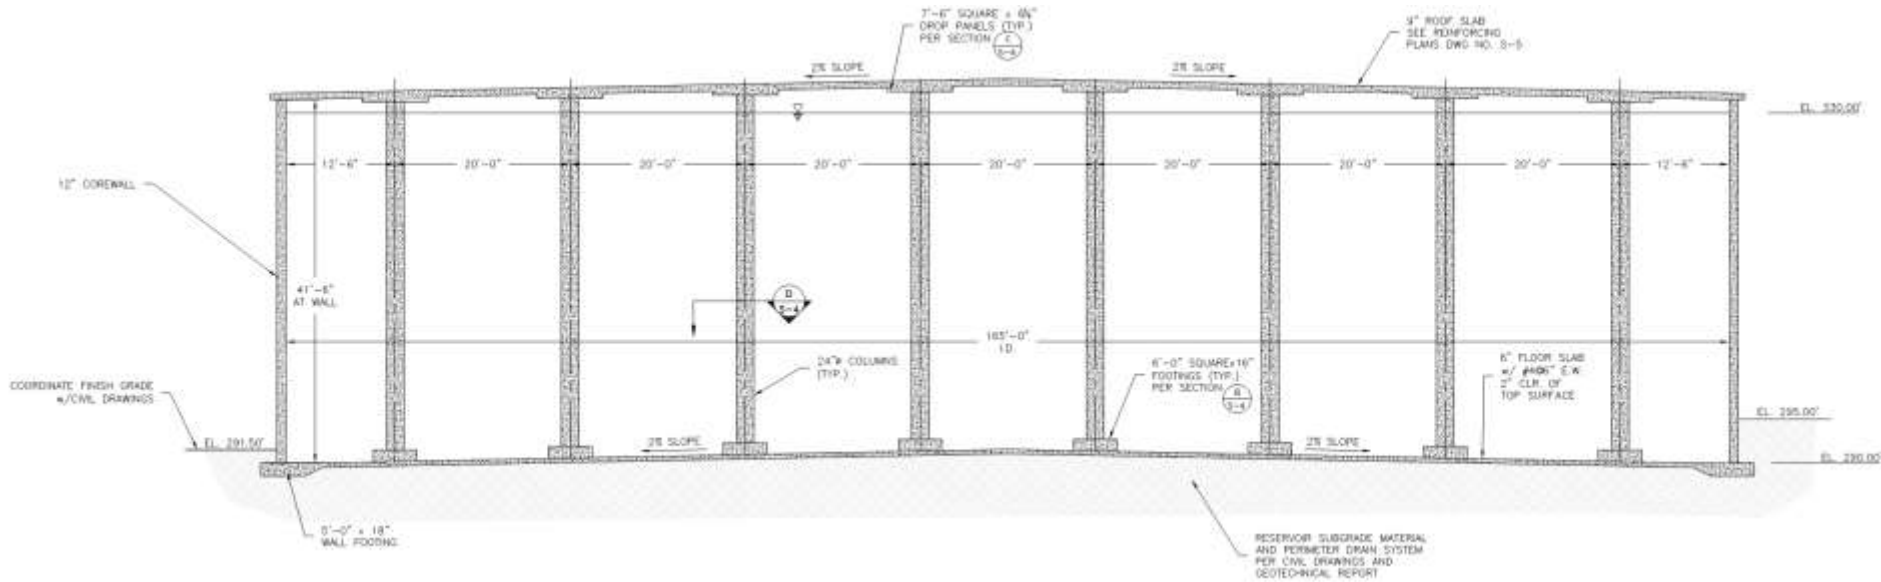 7'-6" SQUARE x 6¼"
DROP PANELS (TYP.)
PER SECTION
C
S-4
9" ROOF SLAB
SEE REINFORCING
PLANS DWG NO. S-5
2% SLOPE
2% SLOPE
EL. 330.00'
12'-6"
20'-0"
20'-0"
20'-0"
20'-0"
20'-0"
20'-0"
20'-0"
12'-6"
12" COREWALL
41'-6"
AT WALL
D
S-4
165'-0"
I.D.
24"ø COLUMNS
(TYP.)
6'-0" SQUAREx16"
FOOTINGS (TYP.)
PER SECTION
S-4
6" FLOOR SLAB
E.W.
2" CLR. OF
TOP SURFACE
COORDINATE FINISH GRADE
w/CIVIL DRAWINGS
EL. 295.00'
EL. 291.50'
2% SLOPE
2% SLOPE
EL. 290.00'
5'-0" x 18"
WALL FOOTING
RESERVOIR SUBGRADE MATERIAL
AND PERIMETER DRAIN SYSTEM
PER CIVIL DRAWINGS AND
GEOTECHNICAL REPORT